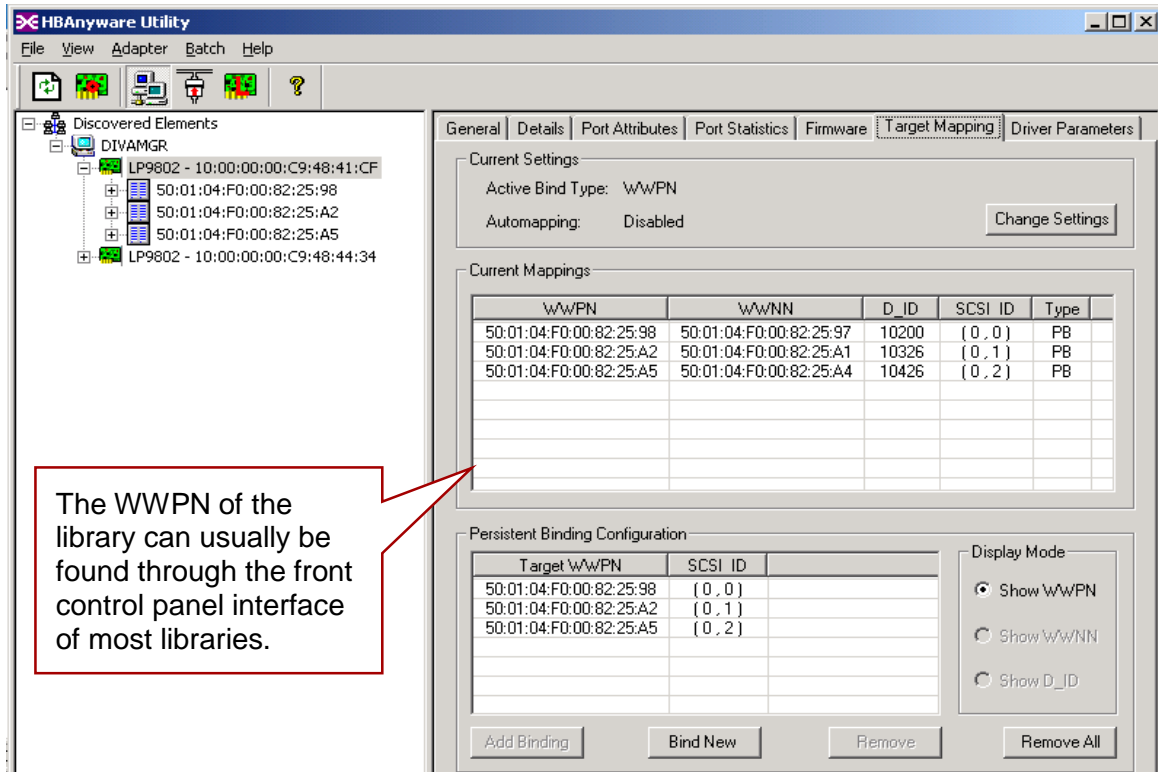 HBAnyware Utility
File View Adapter Batch Help
Discovered Elements
DIVAMGR
LP9802 - 10:00:00:00:C9:48:41:CF
50:01:04:F0:00:82:25:98
50:01:04:F0:00:82:25:A2
50:01:04:F0:00:82:25:A5
LP9802 - 10:00:00:00:C9:48:44:34
General Details Port Attributes Port Statistics Firmware Target Mapping Driver Parameters
Current Settings
Active Bind Type: WWPN
Automapping: Disabled
Change Settings
Current Mappings
WWPN WWNN D_ID SCSI ID Type
50:01:04:F0:00:82:25:98 50:01:04:F0:00:82:25:97 10200 (0,0) PB
50:01:04:F0:00:82:25:A2 50:01:04:F0:00:82:25:A1 10326 (0,1) PB
50:01:04:F0:00:82:25:A5 50:01:04:F0:00:82:25:A4 10426 (0,2) PB
The WWPN of the
library can usually be
found through the front
control panel interface
of most libraries.
Persistent Binding Configuration
Target WWPN SCSI ID
50:01:04:F0:00:82:25:98 (0,0)
50:01:04:F0:00:82:25:A2 (0,1)
50:01:04:F0:00:82:25:A5 (0,2)
Display Mode
Show WWPN
Show WWNN
Show D_ID
Add Binding Bind New Remove Remove All